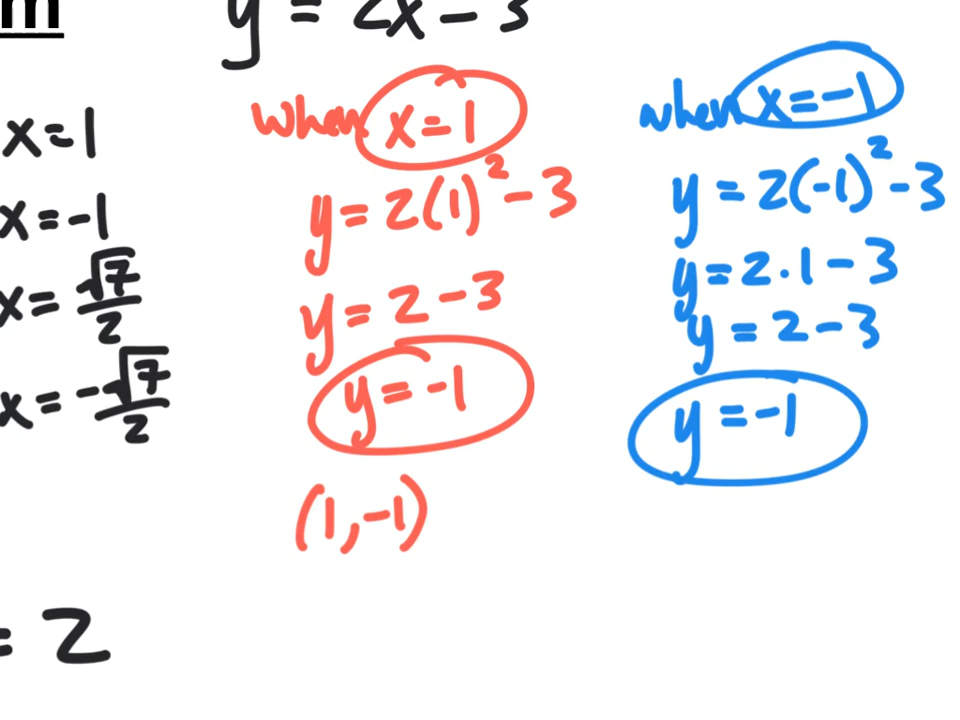 m
y = 2x - 3
x = 1
x = -1
x = √7/2
x = -√7/2
= 2
when x = 1
y = 2(1)² - 3
y = 2 - 3
y = -1
(1, -1)
when x = -1
y = 2(-1)² - 3
y = 2 · 1 - 3
y = 2 - 3
y = -1